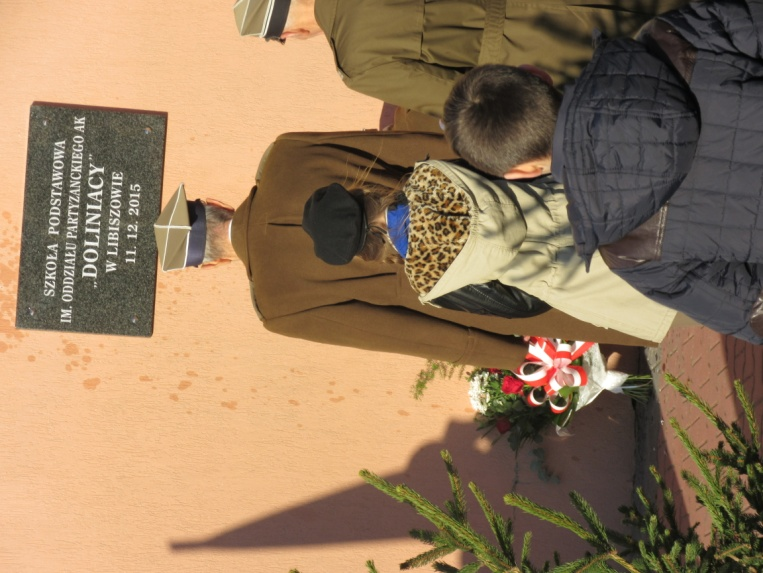 SZKOŁA PODSTAWOWA
IM. ODDZIAŁU PARTYZANCKIEGO AK
„DOLINIACY”
W LIBISZOWIE
11. 12. 2015